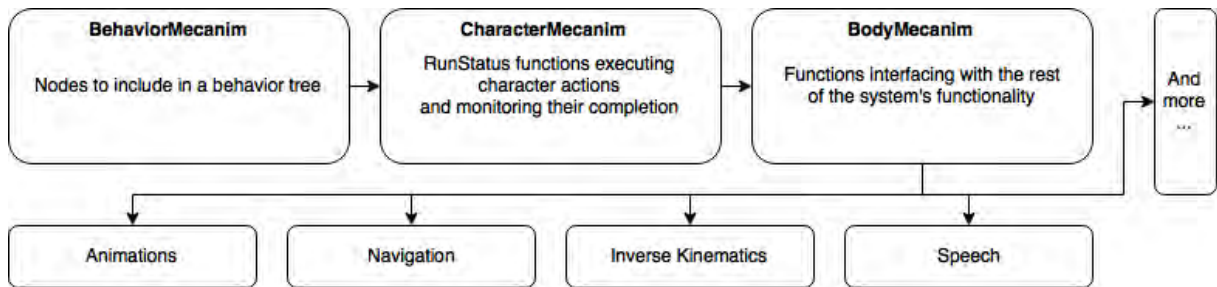 BehaviorMecanim
Nodes to include in a behavior tree
CharacterMecanim
RunStatus functions executing
character actions
and monitoring their completion
BodyMecanim
Functions interfacing with the rest
of the system's functionality
And
more
...
Animations
Navigation
Inverse Kinematics
Speech